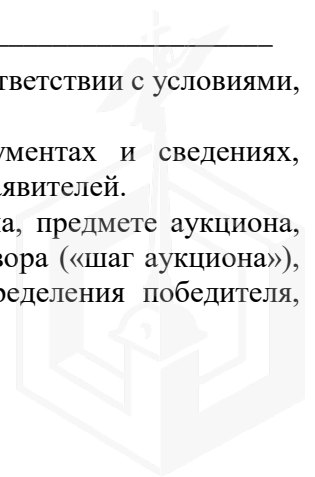 тветствии с условиями,
ументах и сведениях,
явителей.
а, предмете аукциона,
вора («шаг аукциона»),
ределения победителя,